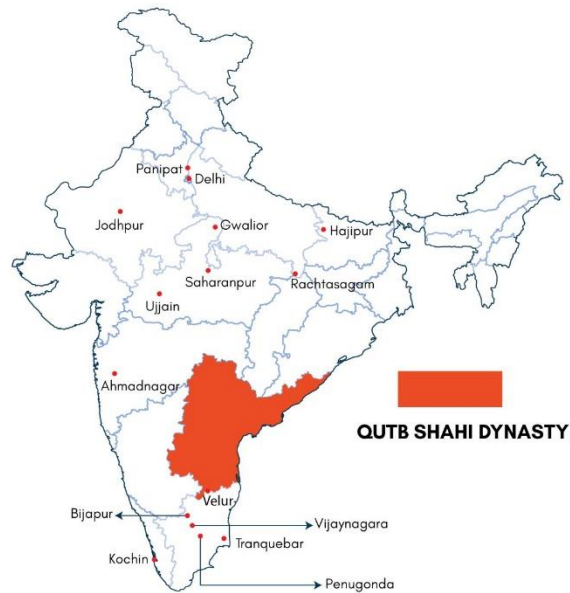 Panipat
Delhi
Jodhpur
Gwalior
Hajipur
Saharanpur
Rachtasagam
Ujjain
Ahmadnagar
QUTB SHAHI DYNASTY
Velur
Bijapur
Vijaynagara
Tranquebar
Kochin
Penugonda